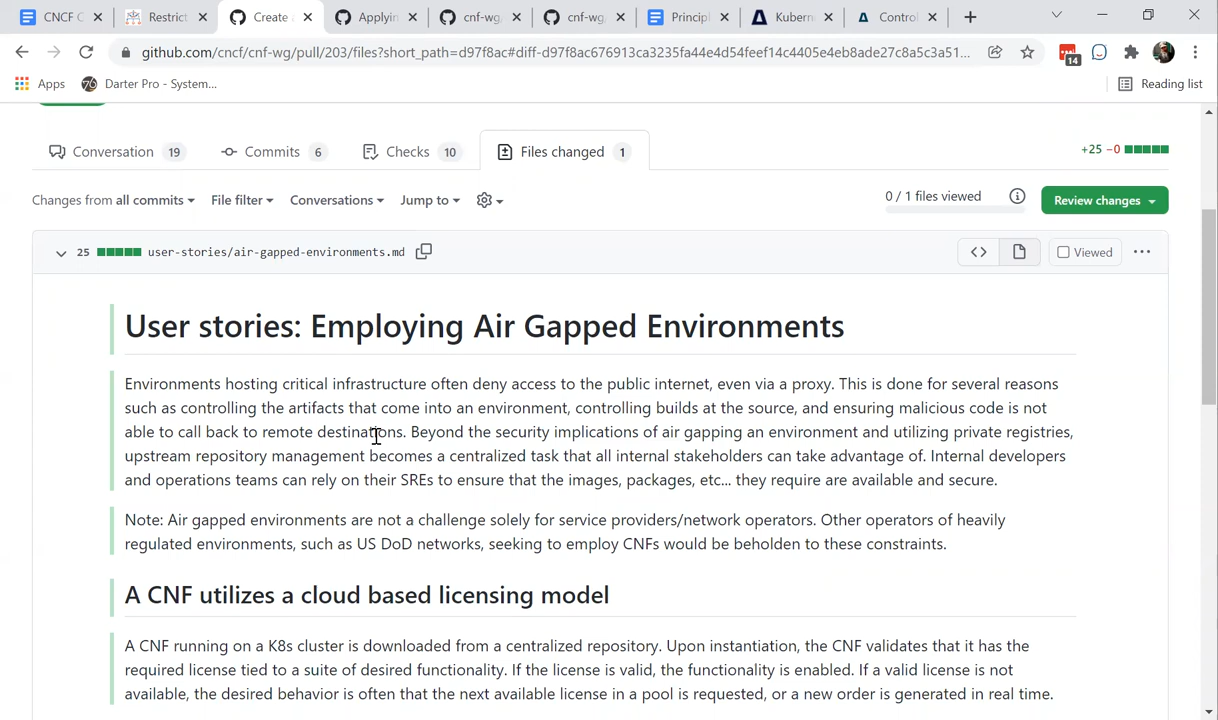 CNCF C
Restrict
Create
Applyin
cnf-wg
cnf-wg
Princip
Kubern
Control
github.com/cncf/cnf-wg/pull/203/files?short_path=d97f8ac#diff-d97f8ac676913ca3235fa44e4d54feef14c4405e4eb8ade27c8a5c3a51...
14
Apps
Darter Pro - System...
Reading list
Conversation 19
Commits 6
Checks 10
Files changed 1
+25 −0
Changes from all commits
File filter
Conversations
Jump to
0 / 1 files viewed
Review changes
25 user-stories/air-gapped-environments.md
Viewed
User stories: Employing Air Gapped Environments
Environments hosting critical infrastructure often deny access to the public internet, even via a proxy. This is done for several reasons
such as controlling the artifacts that come into an environment, controlling builds at the source, and ensuring malicious code is not
able to call back to remote destinations. Beyond the security implications of air gapping an environment and utilizing private registries,
upstream repository management becomes a centralized task that all internal stakeholders can take advantage of. Internal developers
and operations teams can rely on their SREs to ensure that the images, packages, etc... they require are available and secure.
Note: Air gapped environments are not a challenge solely for service providers/network operators. Other operators of heavily
regulated environments, such as US DoD networks, seeking to employ CNFs would be beholden to these constraints.
A CNF utilizes a cloud based licensing model
A CNF running on a K8s cluster is downloaded from a centralized repository. Upon instantiation, the CNF validates that it has the
required license tied to a suite of desired functionality. If the license is valid, the functionality is enabled. If a valid license is not
available, the desired behavior is often that the next available license in a pool is requested, or a new order is generated in real time.